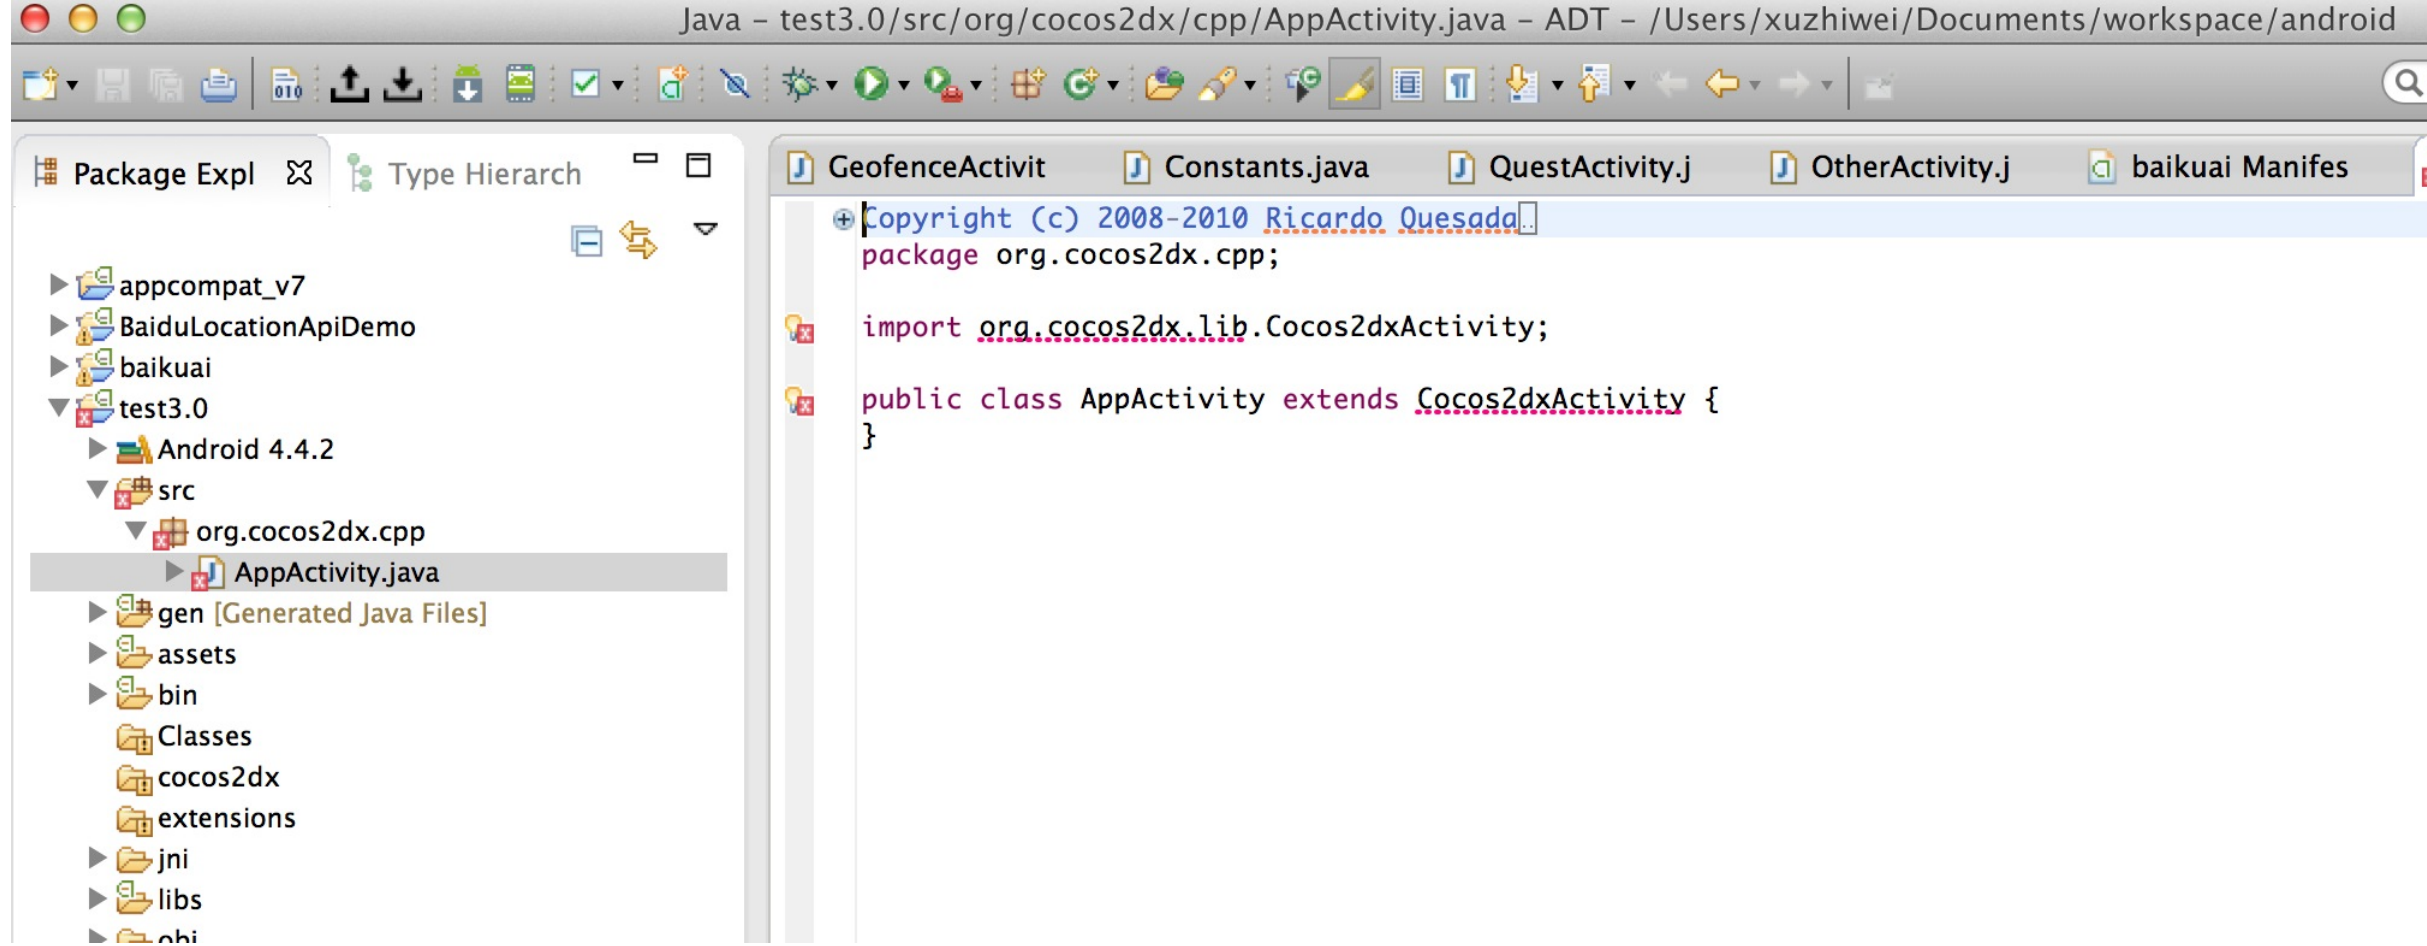 Java – test3.0/src/org/cocos2dx/cpp/AppActivity.java – ADT – /Users/xuzhiwei/Documents/workspace/android
010
Package Expl
Type Hierarch
appcompat_v7
BaiduLocationApiDemo
baikuai
test3.0
Android 4.4.2
src
org.cocos2dx.cpp
AppActivity.java
gen [Generated Java Files]
assets
bin
Classes
cocos2dx
extensions
jni
libs
obj
GeofenceActivit
Constants.java
QuestActivity.j
OtherActivity.j
baikuai Manifes
Copyright (c) 2008-2010 Ricardo Quesada..
package org.cocos2dx.cpp;
import org.cocos2dx.lib.Cocos2dxActivity;
public class AppActivity extends Cocos2dxActivity {
}